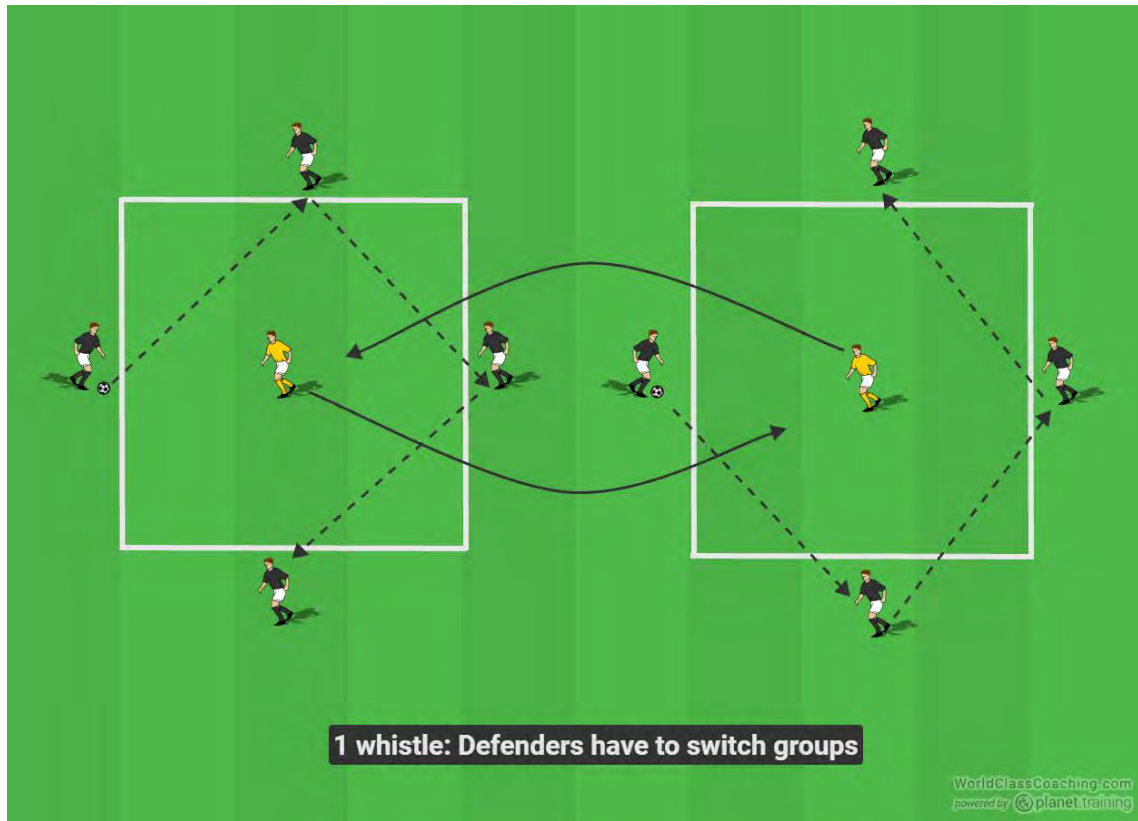 1 whistle: Defenders have to switch groups
WorldClassCoaching.com
powered by planet.training